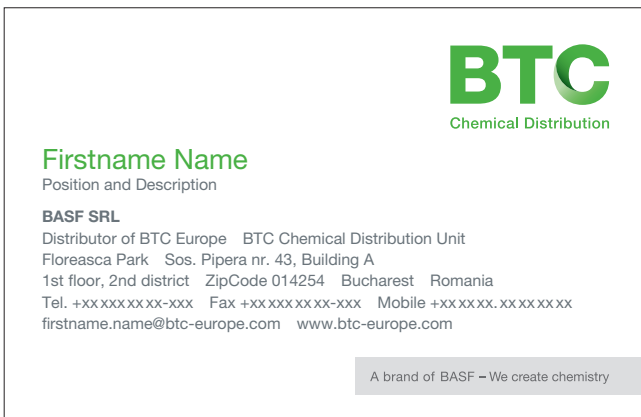 BTC
Chemical Distribution
Firstname Name
Position and Description
BASF SRL
Distributor of BTC Europe BTC Chemical Distribution Unit
Floreasca Park Sos. Pipera nr. 43, Building A
1st floor, 2nd district ZipCode 014254 Bucharest Romania
Tel. +xxxxxxxxx-xxx Fax +xxxxxxxxx-xxx Mobile +xxxxxx.xxxxxxxx
firstname.name@btc-europe.com www.btc-europe.com
A brand of BASF – We create chemistry